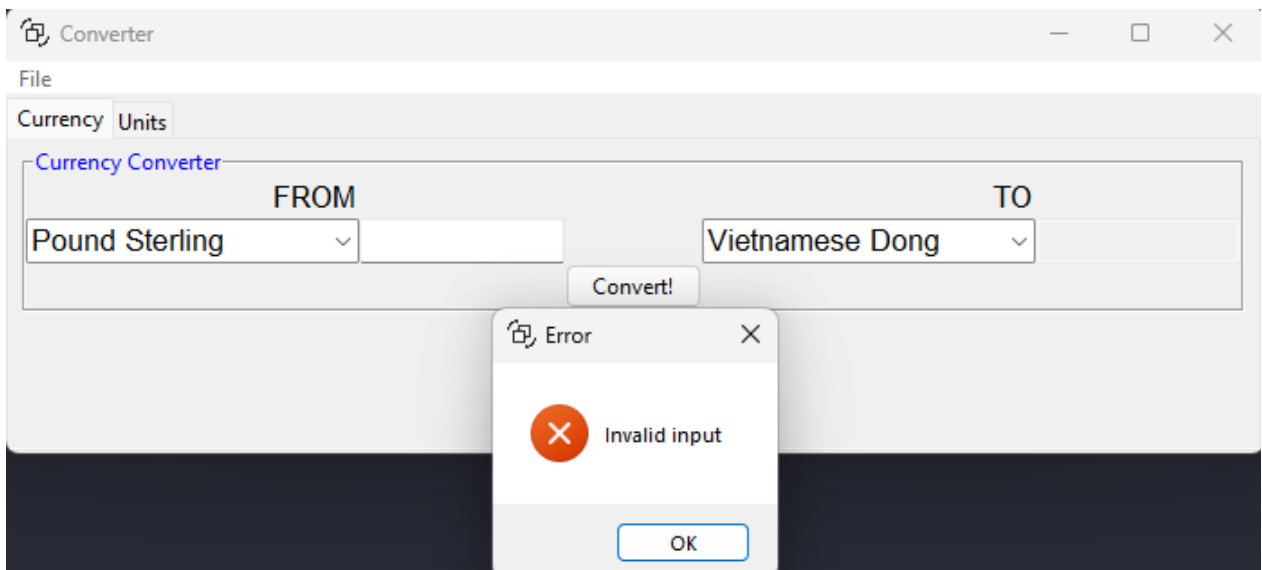 Converter
File
Currency Units
Currency Converter
FROM TO
Pound Sterling Vietnamese Dong
Convert!
Error
Invalid input
OK